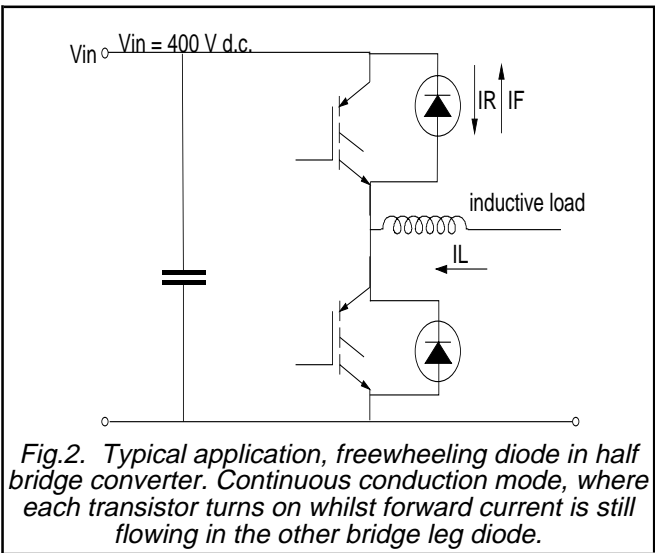 Vin
Vin = 400 V d.c.
IR
IF
inductive load
IL
Fig.2. Typical application, freewheeling diode in half
bridge converter. Continuous conduction mode, where
each transistor turns on whilst forward current is still
flowing in the other bridge leg diode.